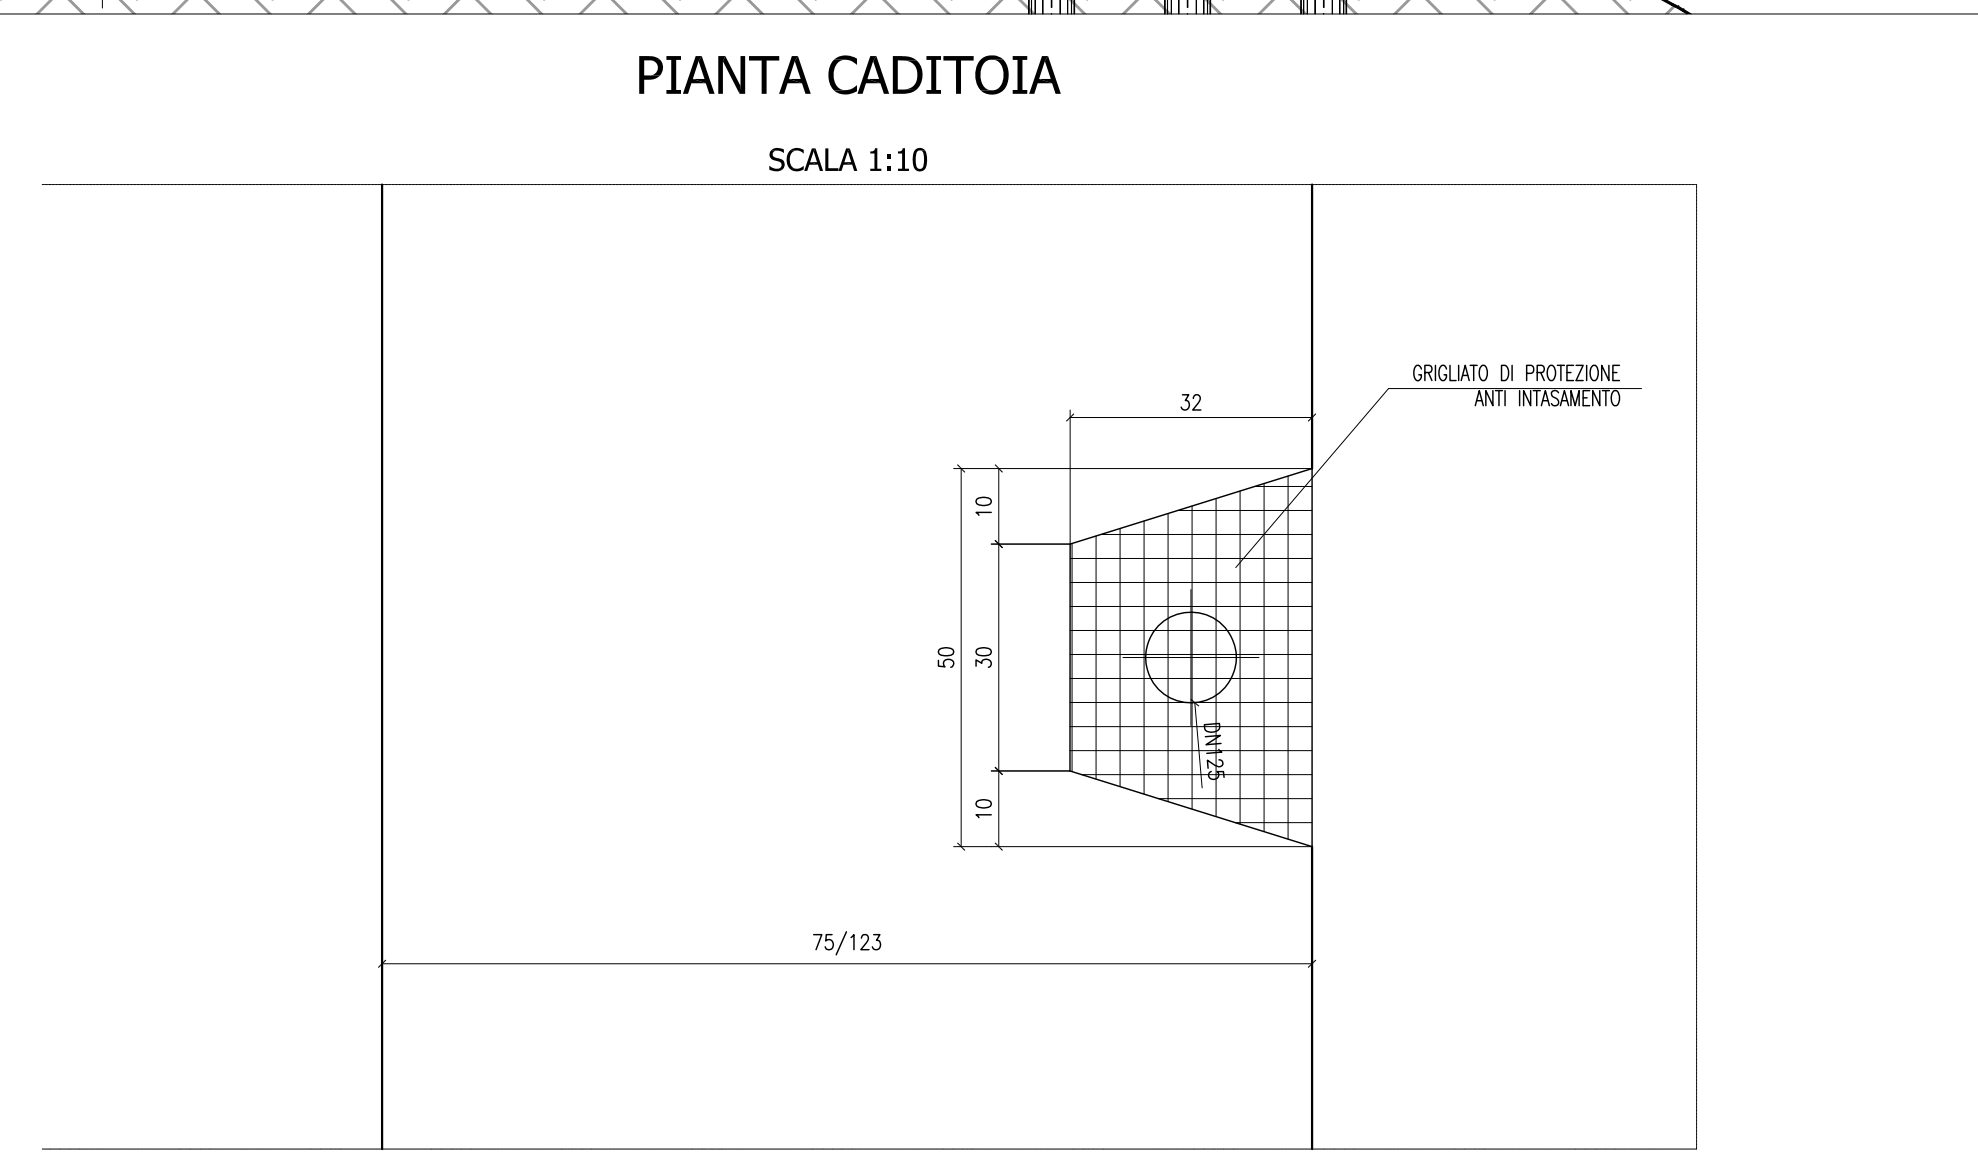 PIANTA CADITOIA
SCALA 1:10
GRIGLIATO DI PROTEZIONE
ANTI INTASAMENTO
32
10
50
30
DN125
10
75/123